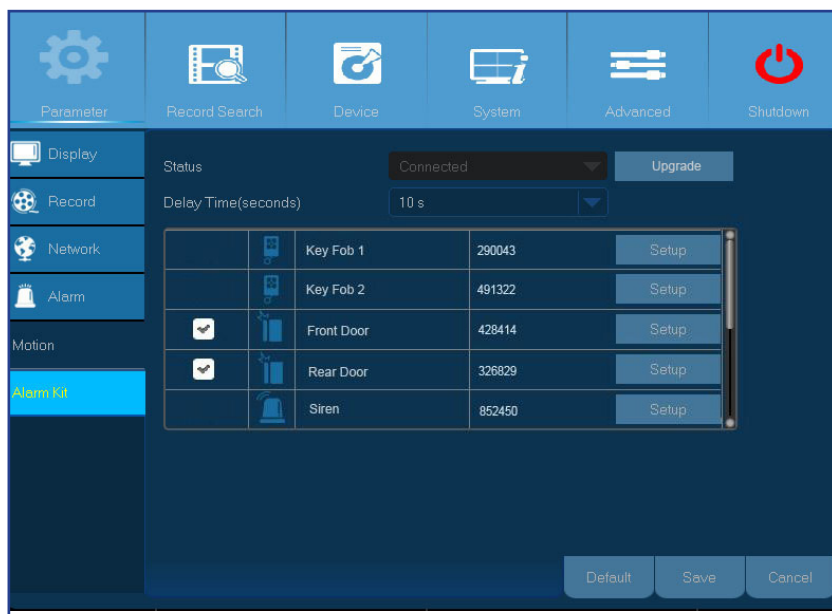 Parameter
Record Search
Device
System
Advanced
Shutdown
Display
Record
Network
Alarm
Motion
Alarm Kit
Status Connected Upgrade
Delay Time(seconds) 10 s
Key Fob 1 290043 Setup
Key Fob 2 491322 Setup
Front Door 428414 Setup
Rear Door 326829 Setup
Siren 852450 Setup
Default Save Cancel